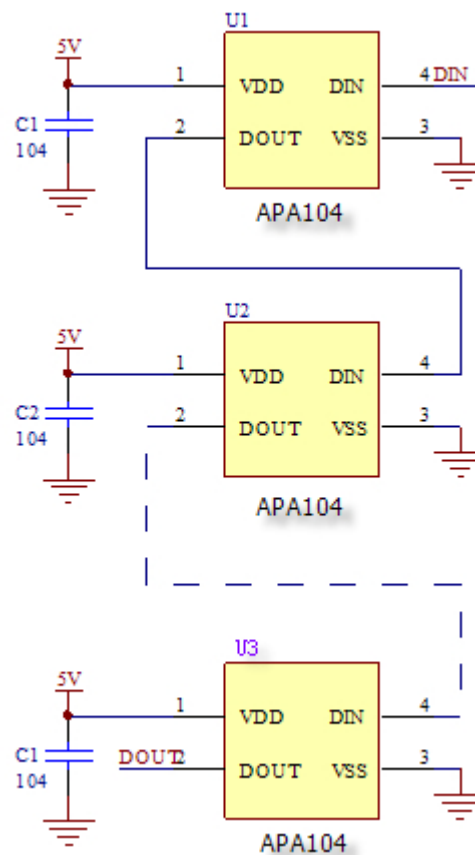 U1
5V
1 VDD DIN 4 DIN
C1
104
2 DOUT VSS 3
APA104
U2
5V
1 VDD DIN 4
C2
104
2 DOUT VSS 3
APA104
U3
5V
1 VDD DIN 4
C1
104
DOUT 2 DOUT VSS 3
APA104